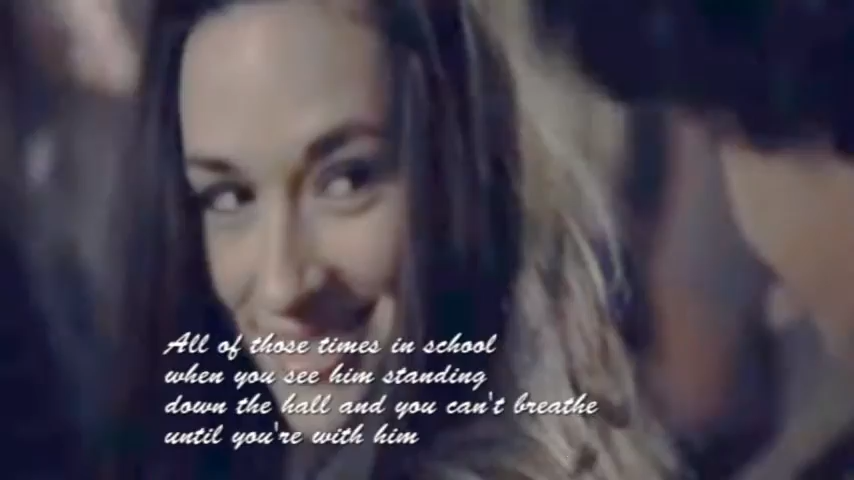 All of those times in school
when you see him standing
down the hall and you can't breathe
until you're with him